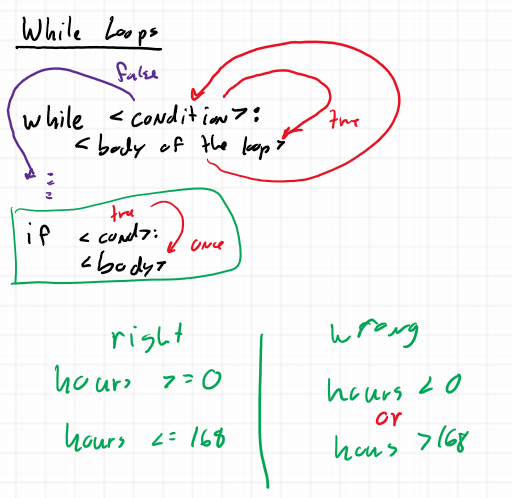 While Loops
false
while <condition>:
true
<body of the loop>
true
if <cond>:
once
<body>
right
hours >=0
hours <= 168
wrong
hours <0
or
hours >168